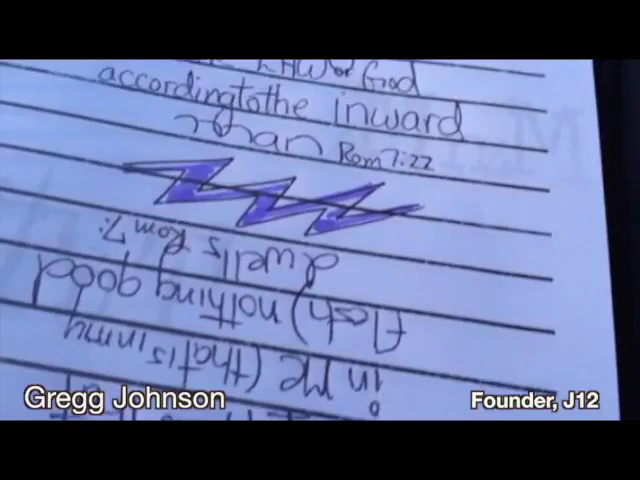 LAW of God
according to the inward
man Rom 7:22
in Me (that is in my
flesh) nothing good
dwells Rom 7:
Gregg Johnson
Founder, J12